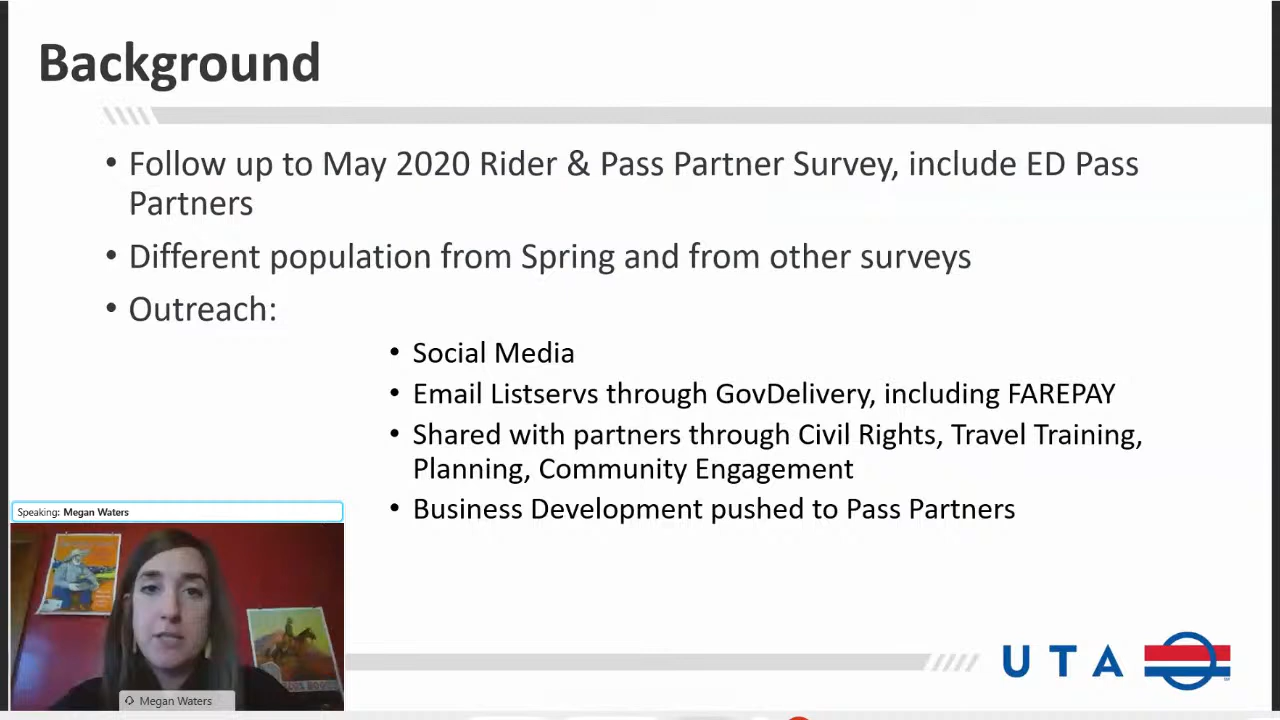 Background
• Follow up to May 2020 Rider & Pass Partner Survey, include ED Pass
Partners
• Different population from Spring and from other surveys
• Outreach:
• Social Media
• Email Listservs through GovDelivery, including FAREPAY
• Shared with partners through Civil Rights, Travel Training,
Planning, Community Engagement
• Business Development pushed to Pass Partners
Speaking: Megan Waters
Megan Waters
UTA